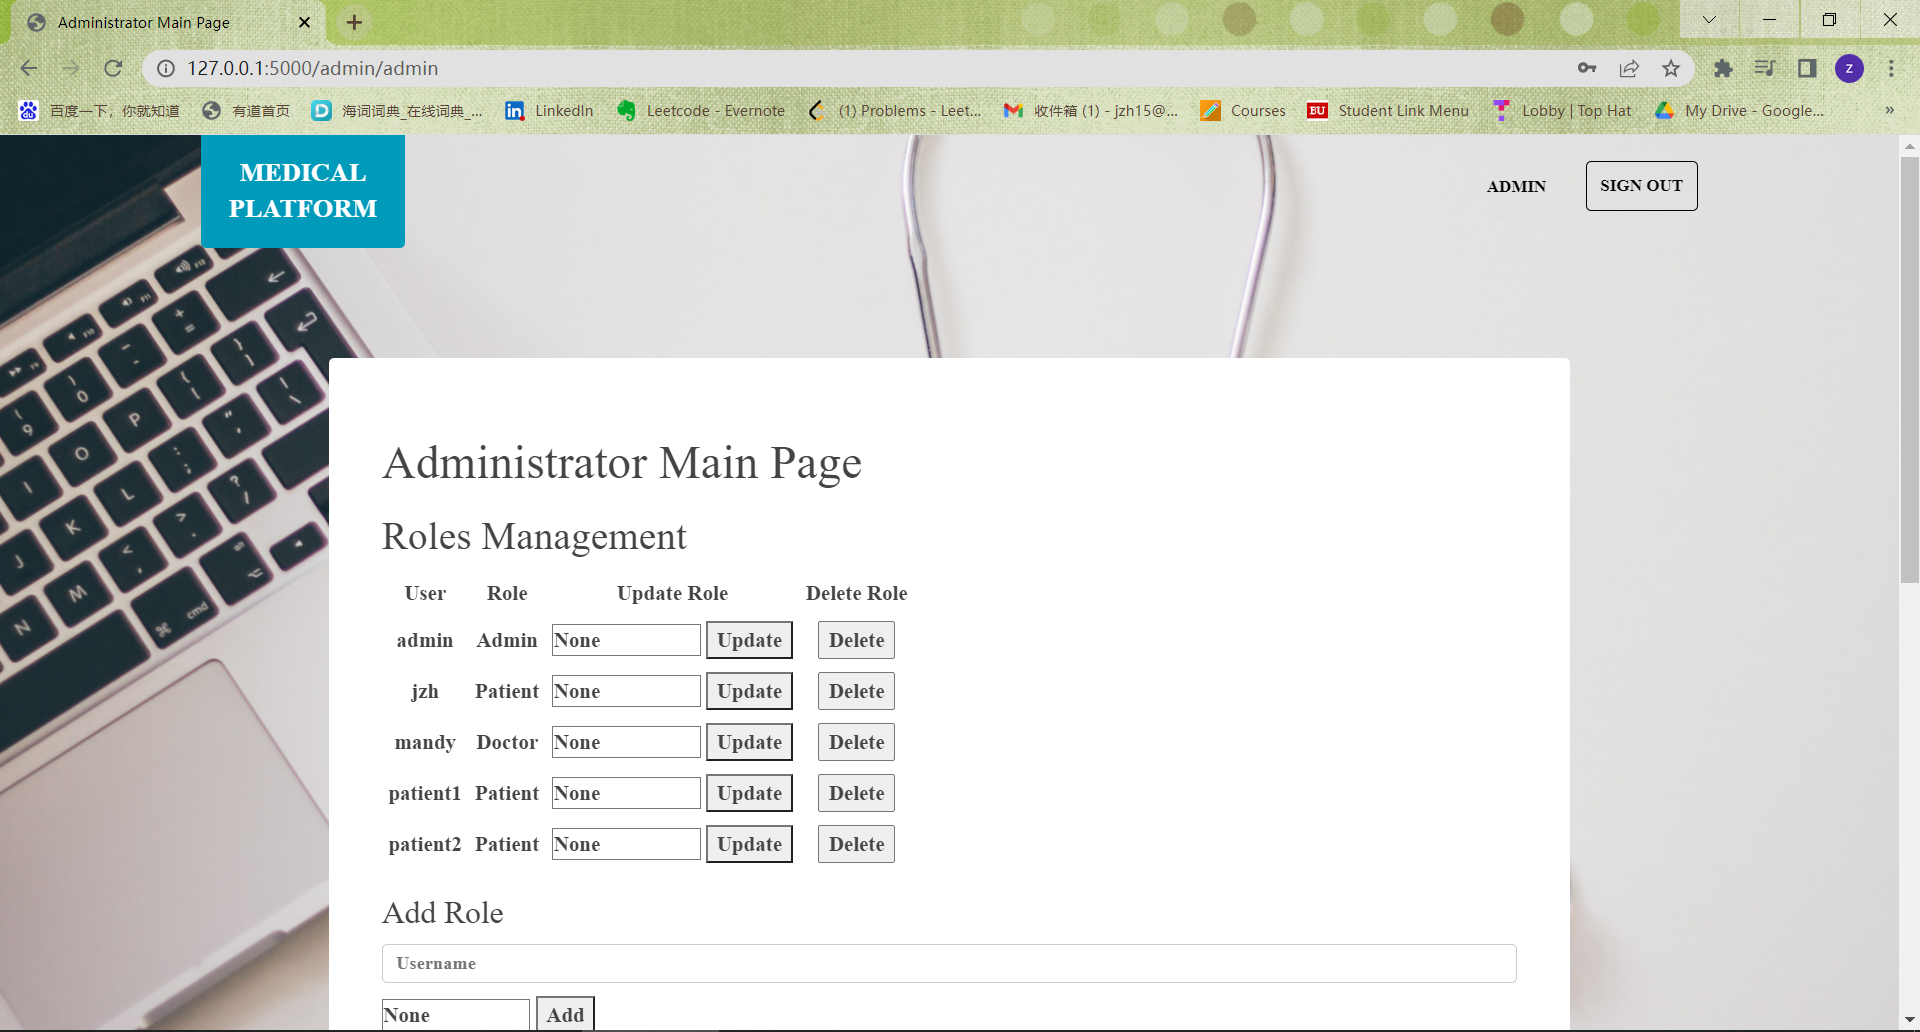 Administrator Main Page
127.0.0.1:5000/admin/admin
Z
百度一下，你就知道 有道首页 海词词典_在线词典_... LinkedIn Leetcode - Evernote (1) Problems - Leet... 收件箱 (1) - jzh15@... Courses BU Student Link Menu Lobby | Top Hat My Drive - Google... »
MEDICAL
PLATFORM
ADMIN
SIGN OUT
Administrator Main Page
Roles Management
User Role Update Role Delete Role
admin Admin None Update Delete
jzh Patient None Update Delete
mandy Doctor None Update Delete
patient1 Patient None Update Delete
patient2 Patient None Update Delete
Add Role
Username
None Add